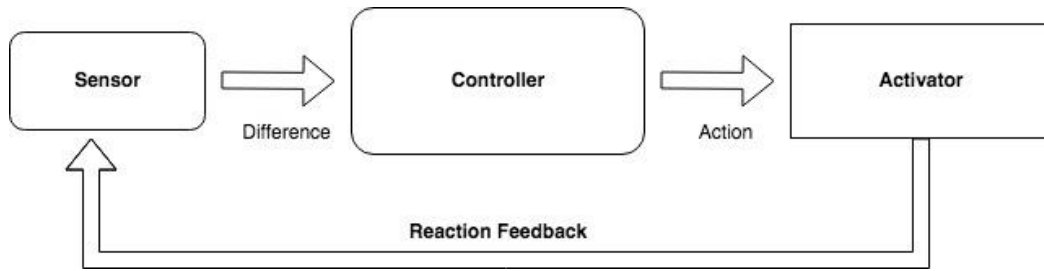 Sensor
Difference
Controller
Action
Activator
Reaction Feedback